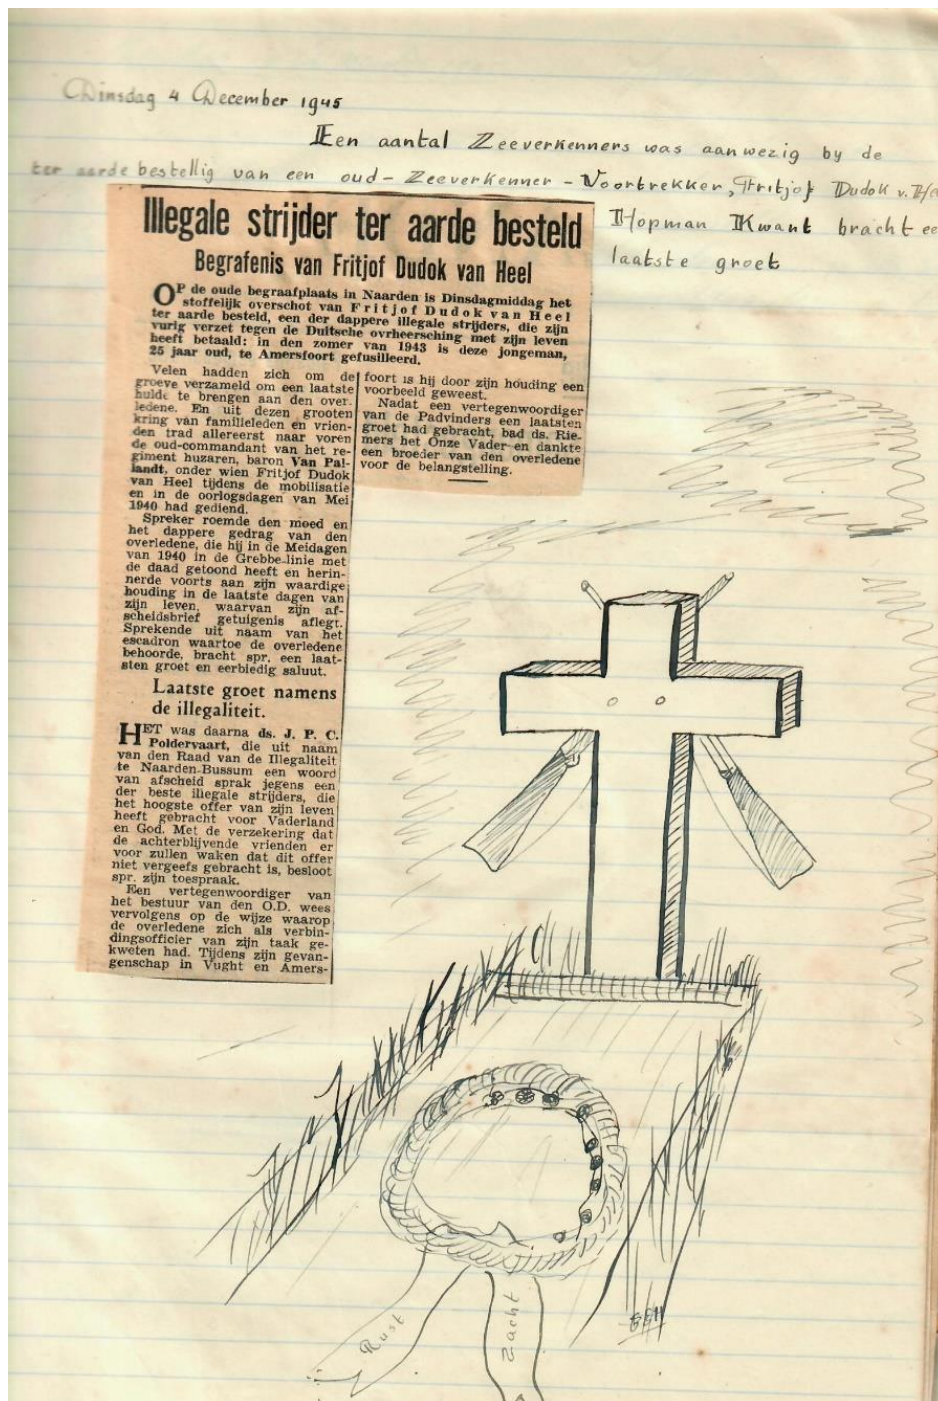 Dinsdag 4 December 1945
Een aantal Zeeverkenners was aanwezig by de
ter aarde bestellig van een oud-Zeeverkenner-Voortrekker, Fritjof Dudok v. He
Hopman Kwant bracht ee
laatste groet
Illegale strijder ter aarde besteld
Begrafenis van Fritjof Dudok van Heel
OP de oude begraafplaats in Naarden is Dinsdagmiddag het
stoffelijk overschot van Fritjof Dudok van Heel
ter aarde besteld, een der dappere illegale strijders, die zijn
vurig verzet tegen de Duitsche ovrheersching met zijn leven
heeft betaald: in den zomer van 1943 is deze jongeman,
25 jaar oud, te Amersfoort gefusilleerd.
Velen hadden zich om de
groeve verzameld om een laatste
hulde te brengen aan den over-
ledene. En uit dezen grooten
kring van familieleden en vrien-
den trad allereerst naar voren
de oud-commandant van het re-
giment huzaren, baron Van Pal-
landt, onder wien Fritjof Dudok
van Heel tijdens de mobilisatie
en in de oorlogsdagen van Mei
1940 had gediend.
Spreker roemde den moed en
het dappere gedrag van den
overledene, die hij in de Meidagen
van 1940 in de Grebbe-linie met
de daad getoond heeft en herin-
nerde voorts aan zijn waardige
houding in de laatste dagen van
zijn leven, waarvan zijn af-
scheidsbrief getuigenis aflegt.
Sprekende uit naam van het
escadron waartoe de overledene
behoorde, bracht spr. een laat-
sten groet en eerbiedig saluut.
Laatste groet namens
de illegaliteit.
HET was daarna ds. J. P. C.
Poldervaart, die uit naam
van den Raad van de Illegaliteit
te Naarden-Bussum een woord
van afscheid sprak jegens een
der beste illegale strijders, die
het hoogste offer van zijn leven
heeft gebracht voor Vaderland
en God. Met de verzekering dat
de achterblijvende vrienden er
voor zullen waken dat dit offer
niet vergeefs gebracht is, besloot
spr. zijn toespraak.
Een vertegenwoordiger van
het bestuur van den O.D. wees
vervolgens op de wijze waarop
de overledene zich als verbin-
dingsofficier van zijn taak ge-
kweten had. Tijdens zijn gevan-
genschap in Vught en Amers-
foort is hij door zijn houding een
voorbeeld geweest.
Nadat een vertegenwoordiger
van de Padvinders een laatsten
groet had gebracht, bad ds. Rie-
mers het Onze Vader en dankte
een broeder van den overledene
voor de belangstelling.
Rust
Zacht